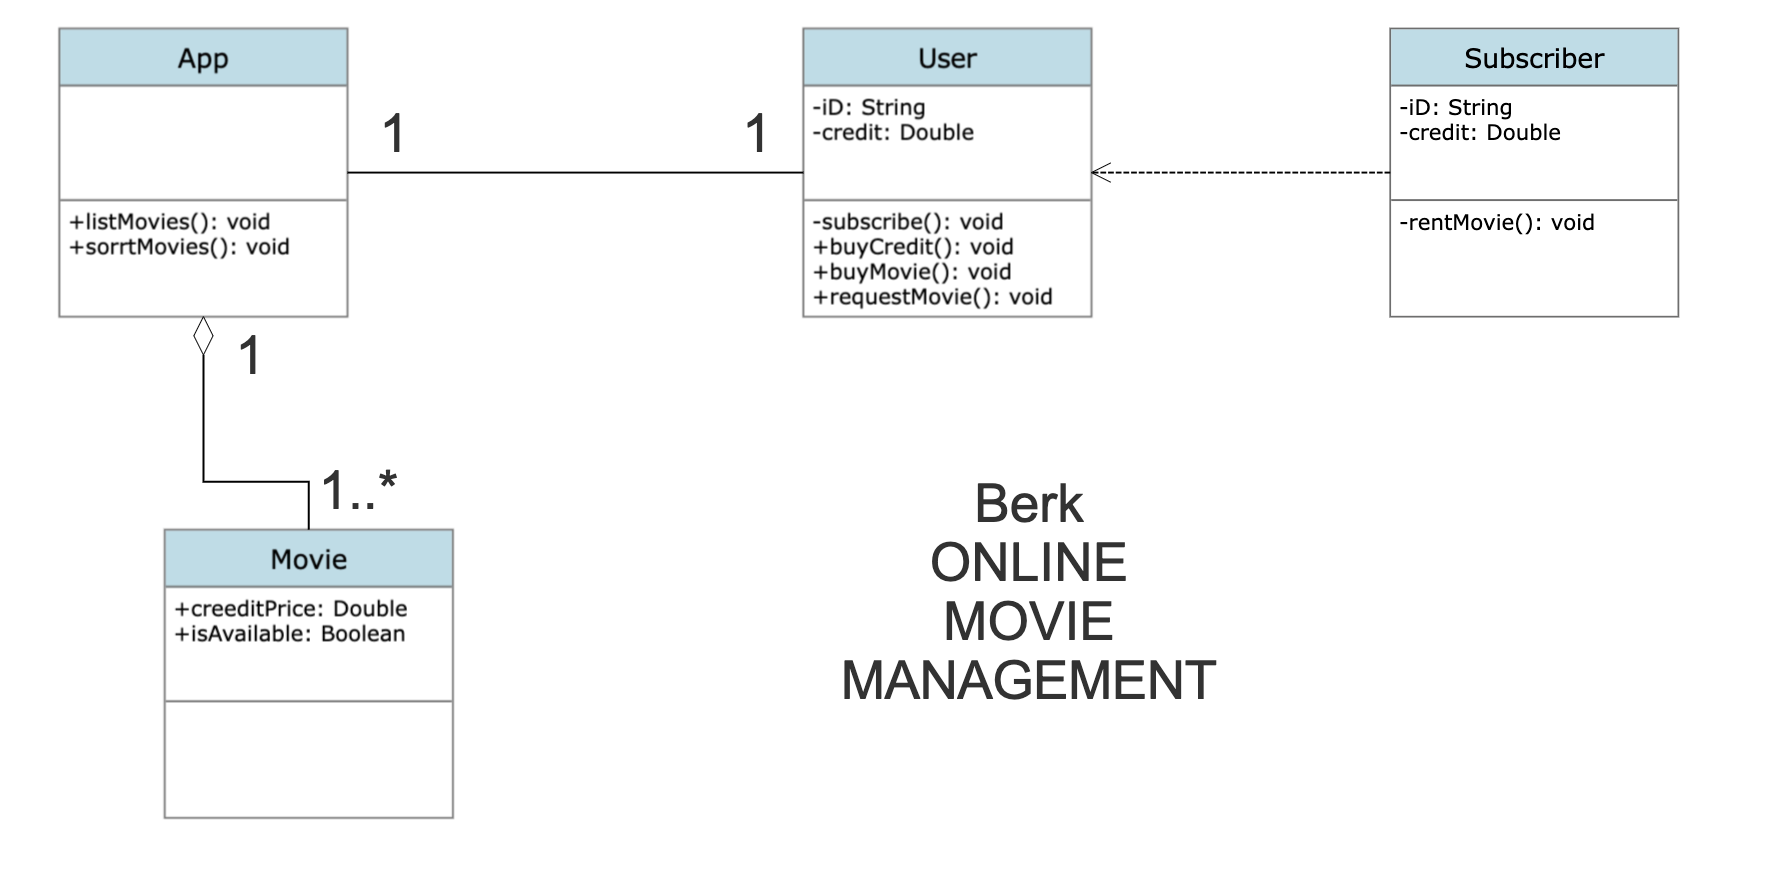 App
+listMovies(): void
+sorrtMovies(): void
1
1
User
-iD: String
-credit: Double
-subscribe(): void
+buyCredit(): void
+buyMovie(): void
+requestMovie(): void
Subscriber
-iD: String
-credit: Double
-rentMovie(): void
1
1..*
Movie
+creeditPrice: Double
+isAvailable: Boolean
Berk
ONLINE
MOVIE
MANAGEMENT